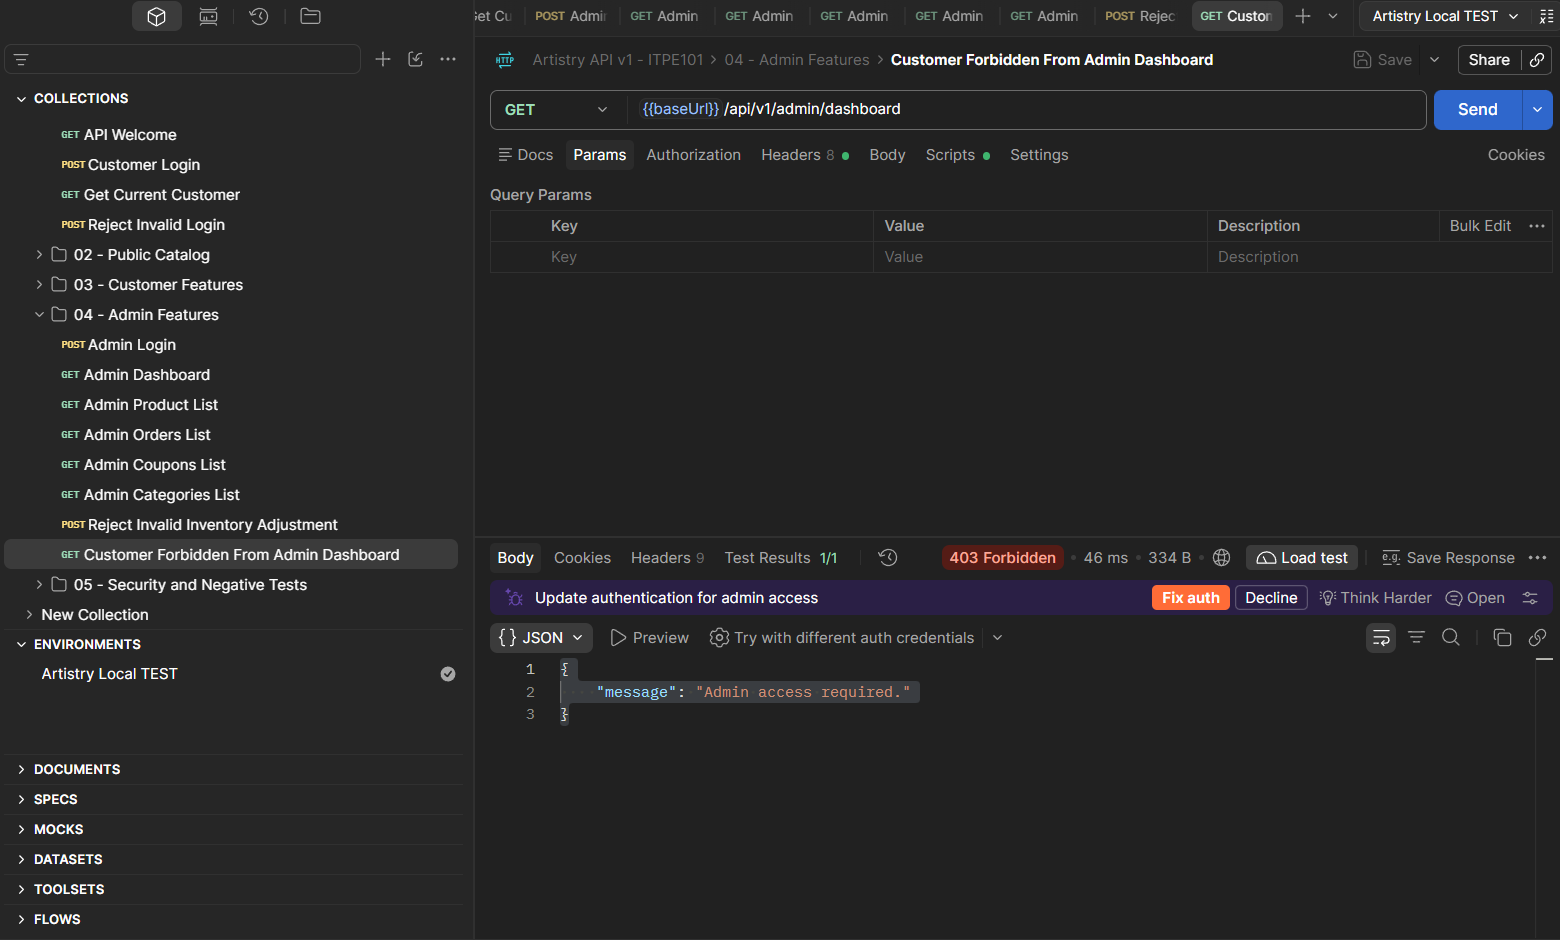 COLLECTIONS
GET API Welcome
POST Customer Login
GET Get Current Customer
POST Reject Invalid Login
02 - Public Catalog
03 - Customer Features
04 - Admin Features
POST Admin Login
GET Admin Dashboard
GET Admin Product List
GET Admin Orders List
GET Admin Coupons List
GET Admin Categories List
POST Reject Invalid Inventory Adjustment
GET Customer Forbidden From Admin Dashboard
05 - Security and Negative Tests
New Collection
ENVIRONMENTS
Artistry Local TEST
DOCUMENTS
SPECS
MOCKS
DATASETS
TOOLSETS
FLOWS
Get Cu POST Admin GET Admin GET Admin GET Admin GET Admin GET Admin POST Rejec GET Custon Artistry Local TEST
HTTP Artistry API v1 - ITPE101 > 04 - Admin Features > Customer Forbidden From Admin Dashboard Save Share
GET {{baseUrl}} /api/v1/admin/dashboard Send
Docs Params Authorization Headers 8 Body Scripts Settings Cookies
Query Params
Key Value Description Bulk Edit
Key Value Description
Body Cookies Headers 9 Test Results 1/1 403 Forbidden • 46 ms • 334 B • Load test e.g. Save Response
Update authentication for admin access Fix auth Decline Think Harder Open
{} JSON Preview Try with different auth credentials
1 {
2 "message": "Admin access required."
3 }